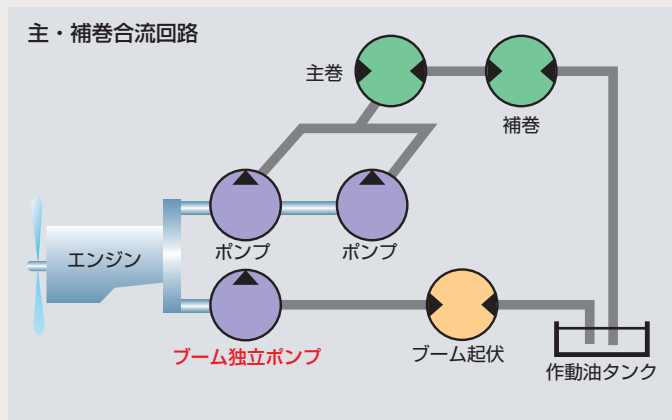 主・補巻合流回路
主巻
補巻
エンジン
ポンプ
ポンプ
ブーム独立ポンプ
ブーム起伏
作動油タンク